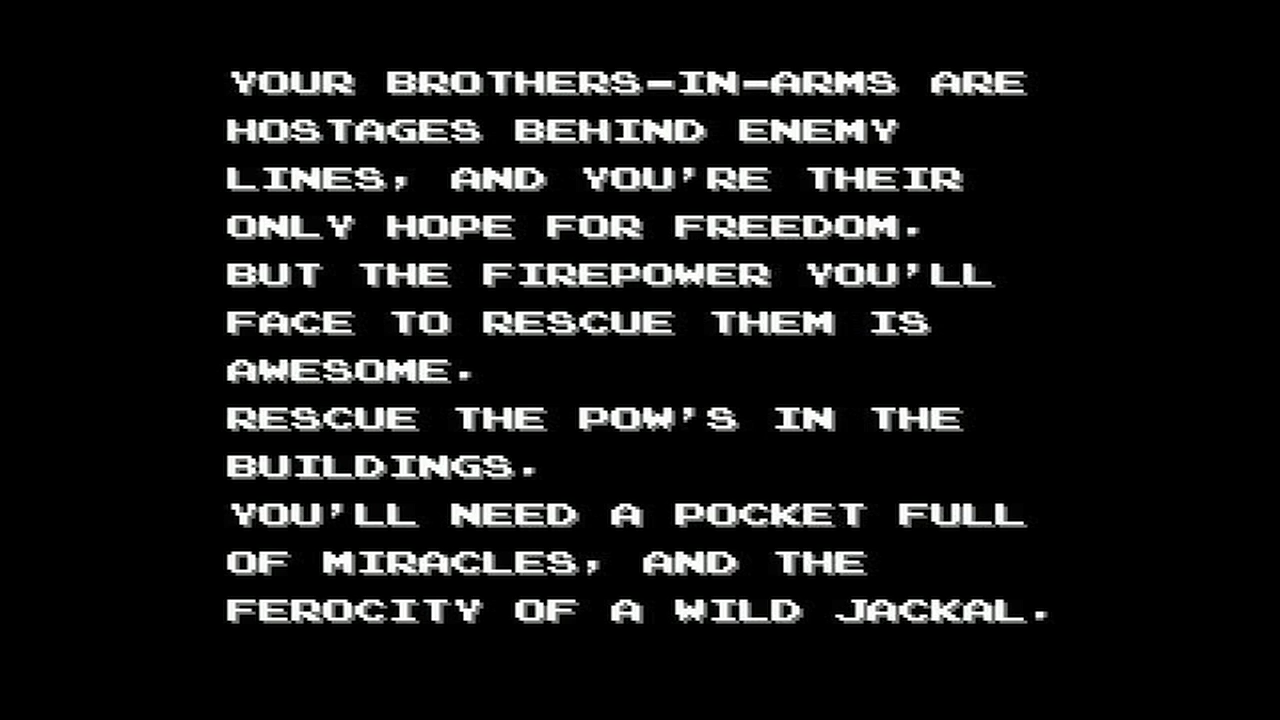 YOUR BROTHERS-IN-ARMS ARE
HOSTAGES BEHIND ENEMY
LINES, AND YOU'RE THEIR
ONLY HOPE FOR FREEDOM.
BUT THE FIREPOWER YOU'LL
FACE TO RESCUE THEM IS
AWESOME.
RESCUE THE POW'S IN THE
BUILDINGS.
YOU'LL NEED A POCKET FULL
OF MIRACLES, AND THE
FEROCITY OF A WILD JACKAL.